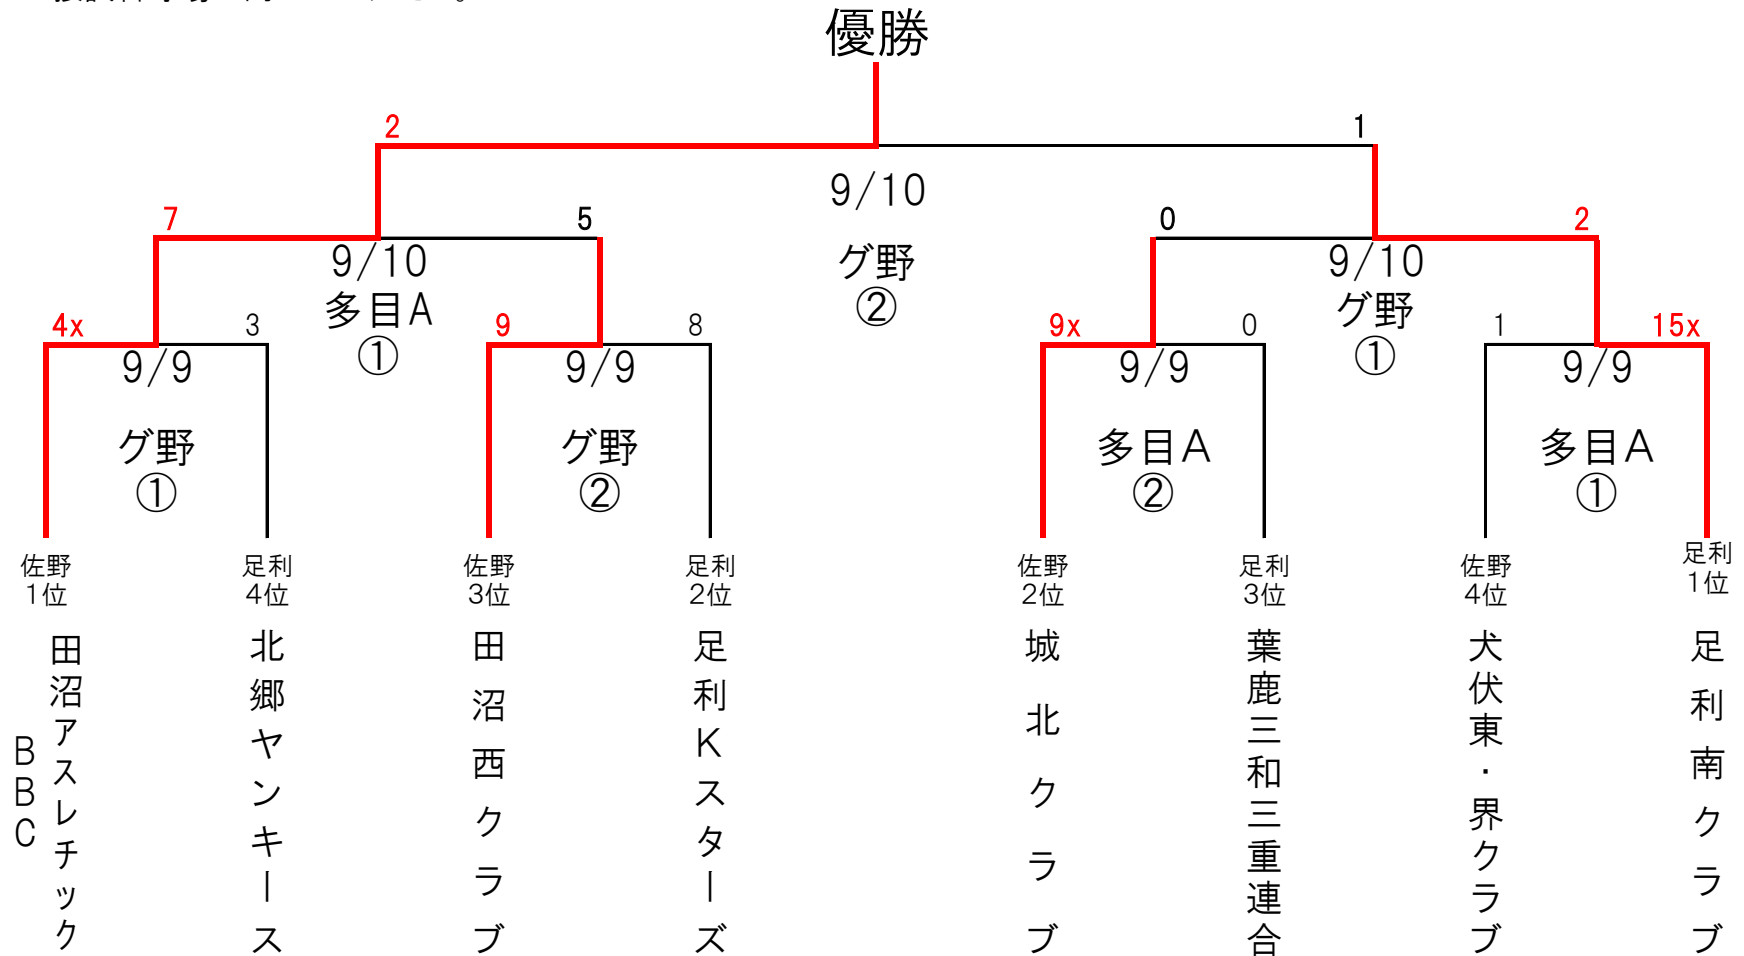 優勝
2
1
9/10
グ野
②
7
5
9/10
多目A
①
0
2
9/10
グ野
①
4x
3
9/9
グ野
①
9
8
9/9
グ野
②
9x
0
9/9
多目A
②
1
15x
9/9
多目A
①
佐野
1位
足利
4位
佐野
3位
足利
2位
佐野
2位
足利
3位
佐野
4位
足利
1位
田沼アスレチック
BBC
北郷ヤンキース
田沼西クラブ
足利Kスターズ
城北クラブ
葉鹿三和三重連合
犬伏東・界クラブ
足利南クラブ